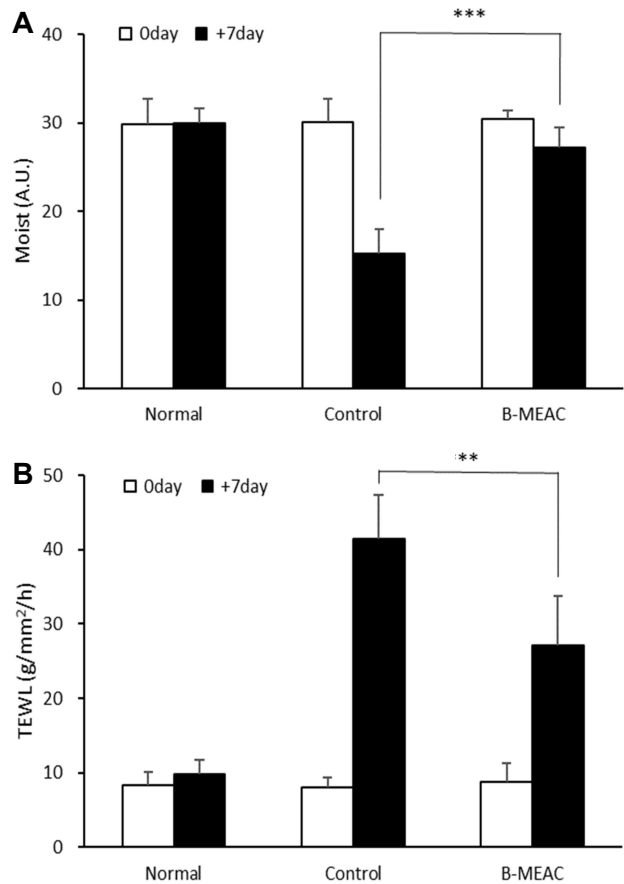 A
***
40
0day +7day
30
20
10
0
Moist (A.U.)
Normal Control B-MEAC
B
**
50
0day +7day
40
30
20
10
0
TEWL (g/mm²/h)
Normal Control B-MEAC